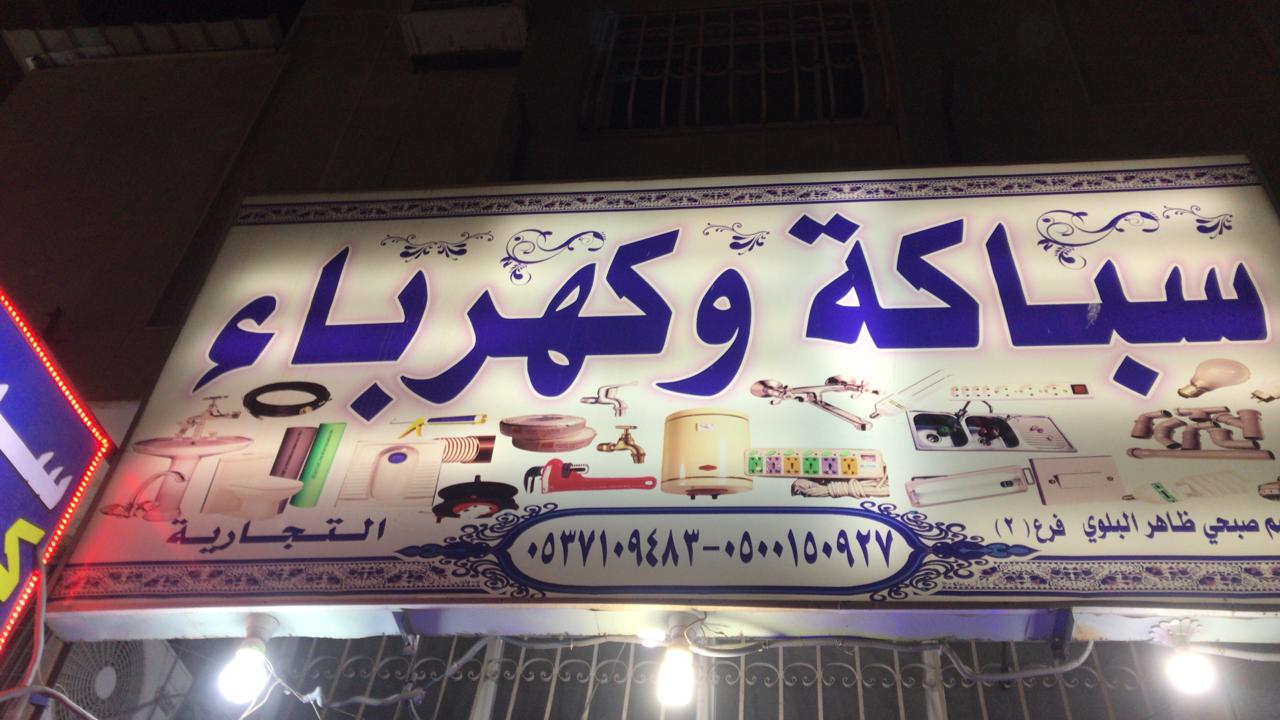 سباكة وكهرباء
صبحي ظاهر البلوي فرع (٢)
٠٥٣٧١٠٩٤٨٣-٠٥٠٠١٥٠٩٢٧
التجارية